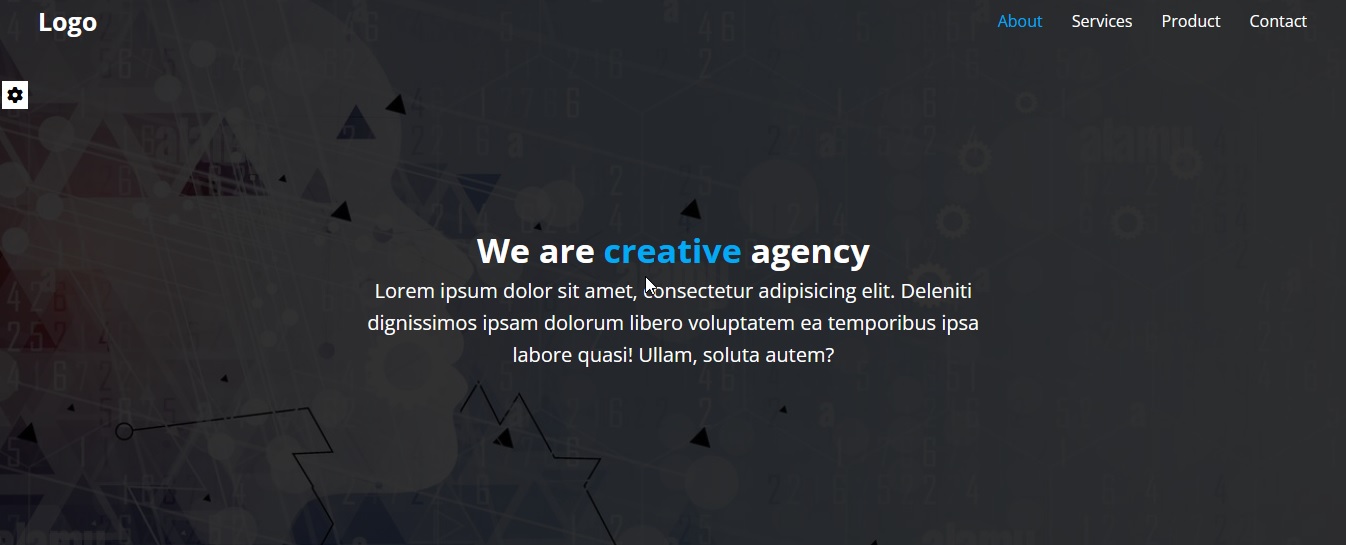 Logo
About Services Product Contact
We are creative agency
Lorem ipsum dolor sit amet, consectetur adipisicing elit. Deleniti
dignissimos ipsam dolorum libero voluptatem ea temporibus ipsa
labore quasi! Ullam, soluta autem?